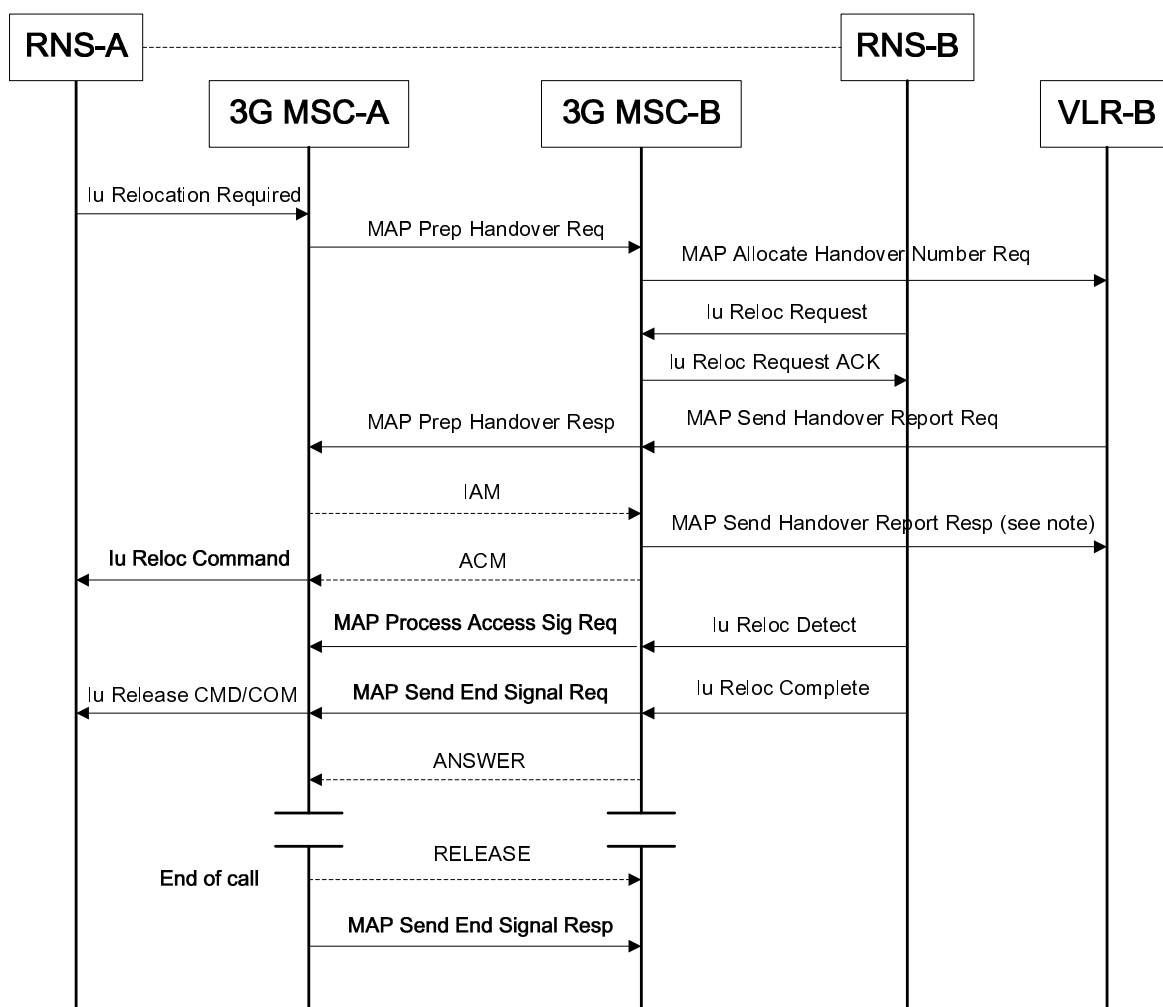 RNS-A
RNS-B
3G MSC-A
3G MSC-B
VLR-B
Iu Relocation Required
MAP Prep Handover Req
MAP Allocate Handover Number Req
Iu Reloc Request
Iu Reloc Request ACK
MAP Prep Handover Resp
MAP Send Handover Report Req
IAM
MAP Send Handover Report Resp (see note)
Iu Reloc Command
ACM
MAP Process Access Sig Req
Iu Reloc Detect
Iu Release CMD/COM
MAP Send End Signal Req
Iu Reloc Complete
ANSWER
RELEASE
End of call
MAP Send End Signal Resp